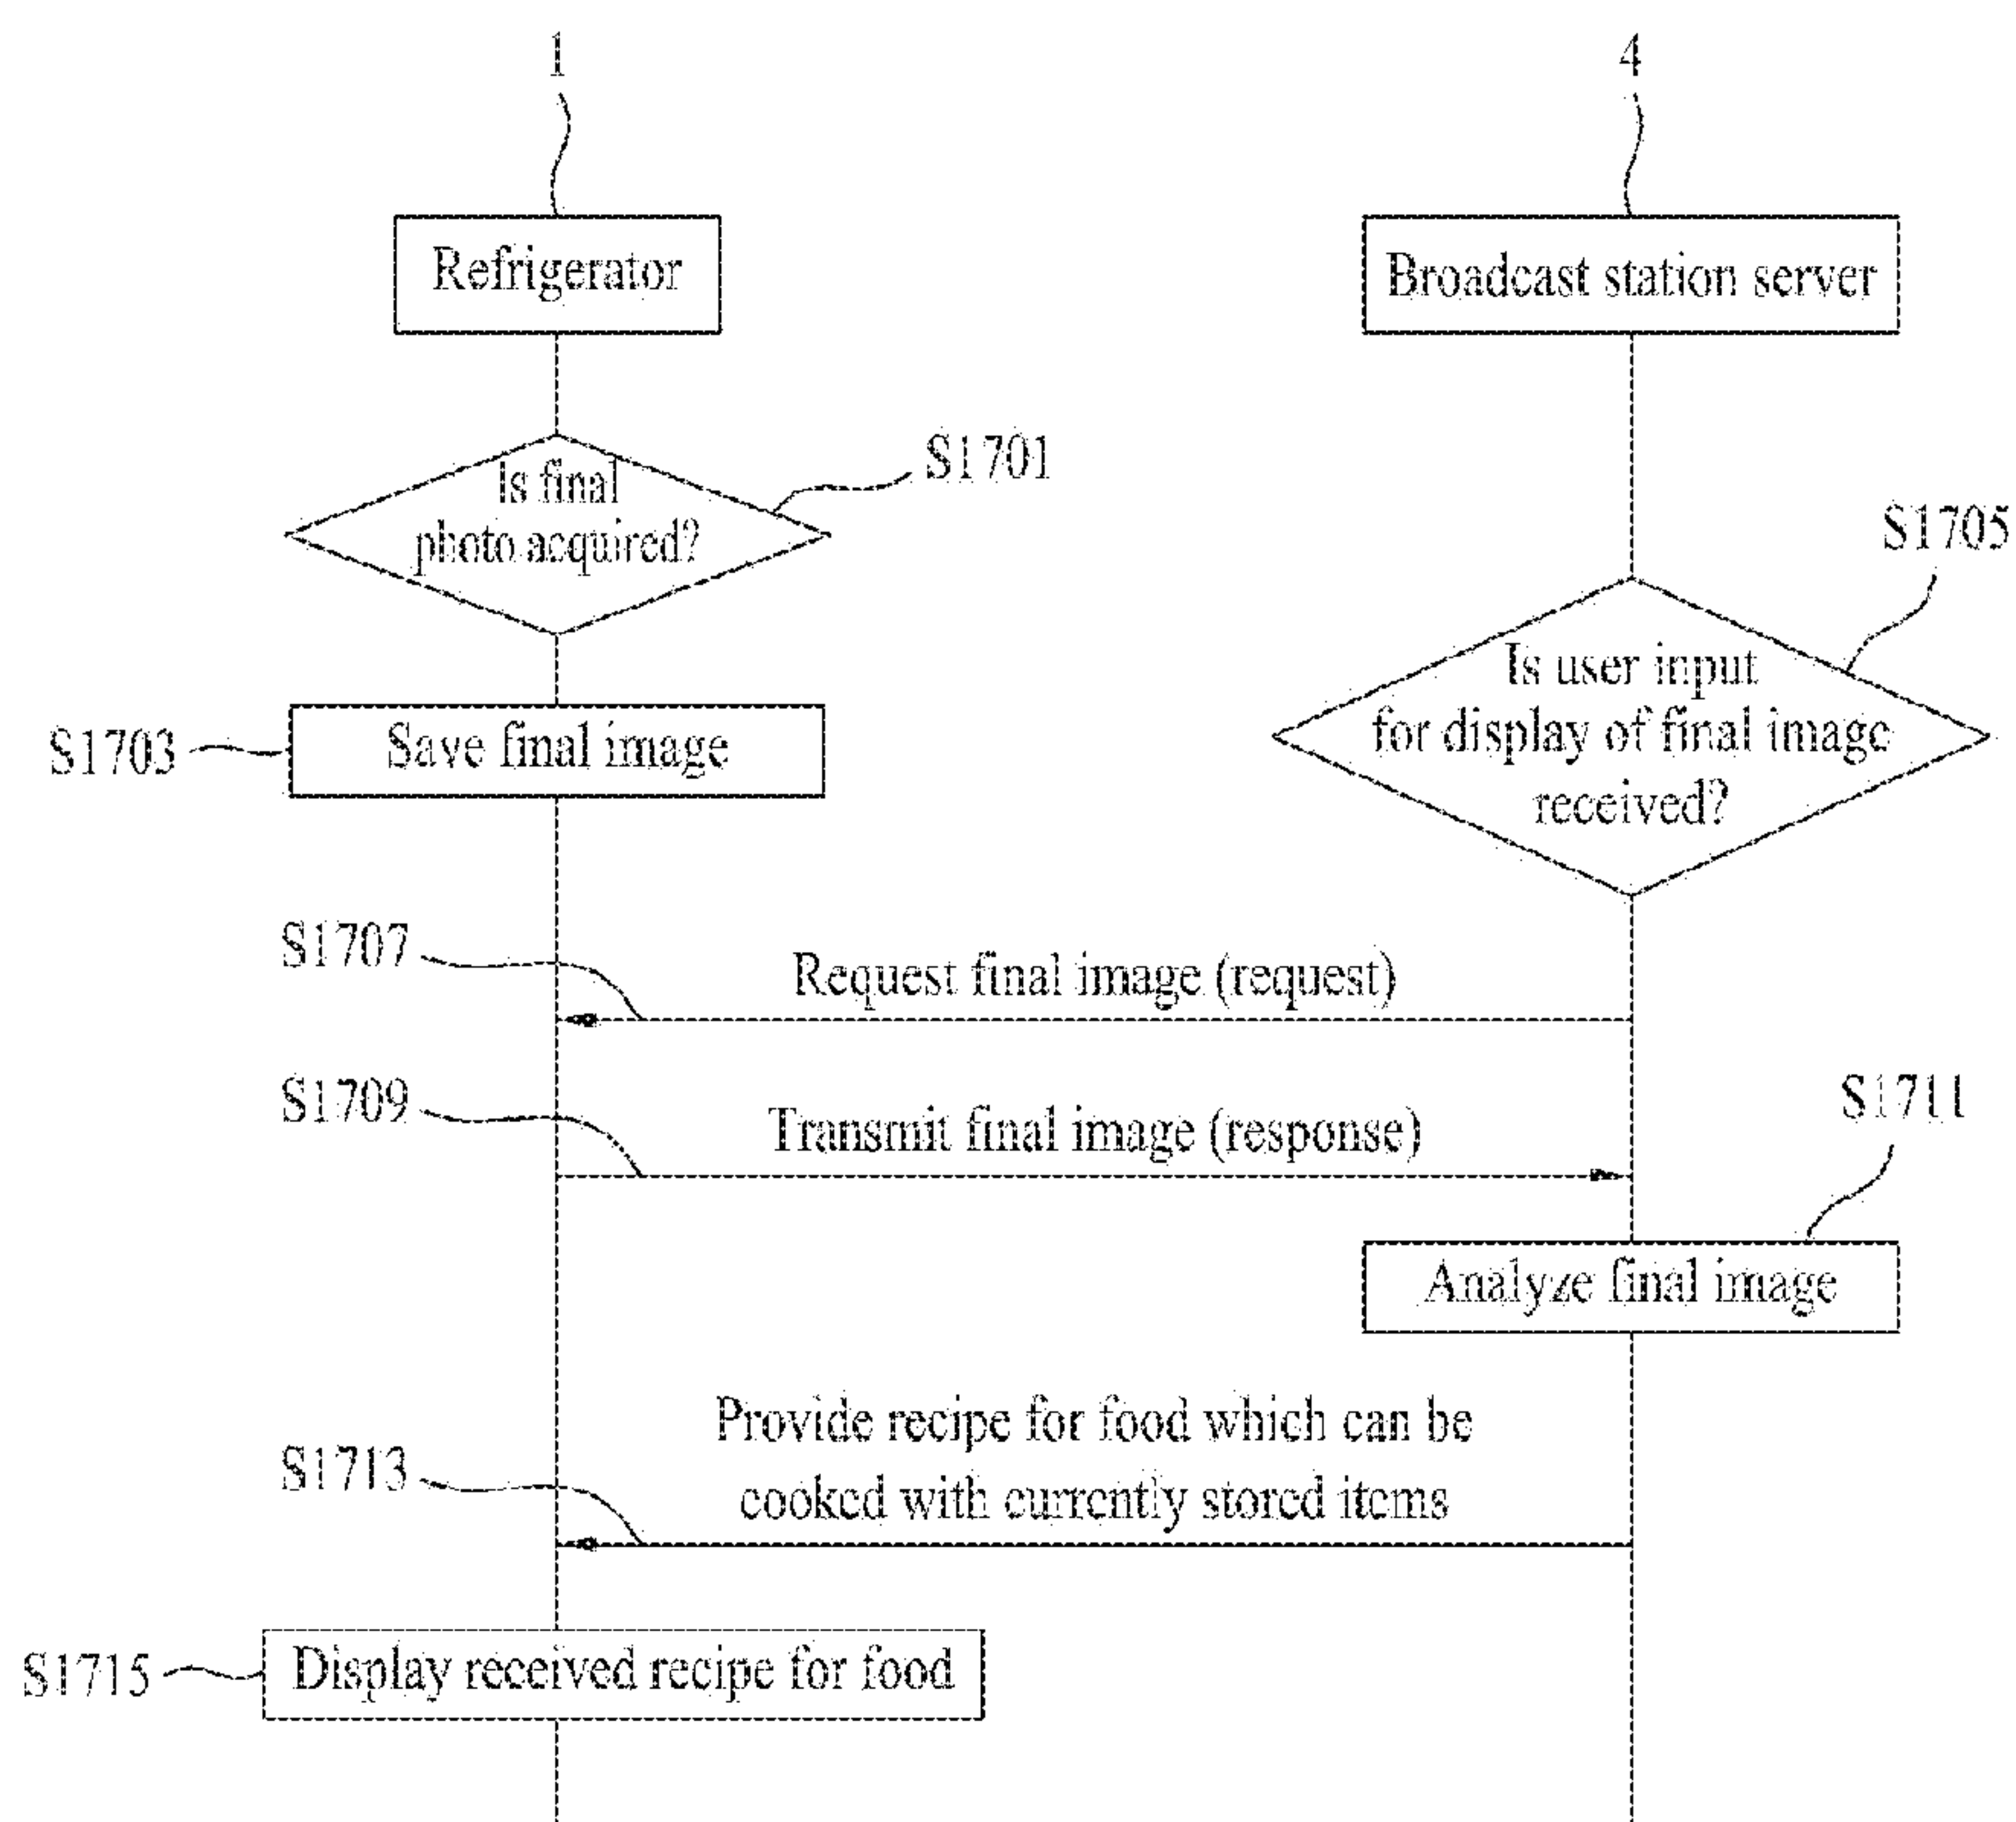 1
4
Refrigerator
Broadcast station server
Is final
photo acquired?
S1701
S1705
Is user input
for display of final image
received?
S1703
Save final image
S1707
Request final image (request)
S1709
Transmit final image (response)
S1711
Analyze final image
Provide recipe for food which can be
cooked with currently stored items
S1713
S1715
Display received recipe for food